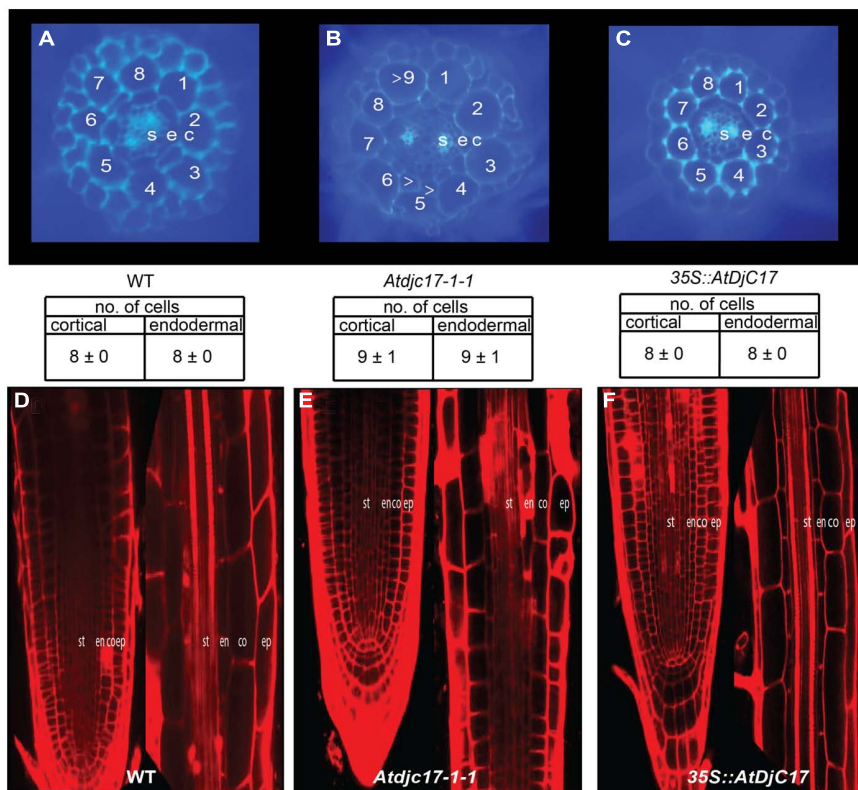 A
8
7
1
6
2
s e c
5
3
4
B
>9
1
8
2
7
s e c
3
6 >
>
4
5
C
8
1
7
2
s e c
6
3
5
4
WT
Atdjc17-1-1
35S::AtDjC17
no. of cells
cortical
endodermal
8 ± 0
8 ± 0
no. of cells
cortical
endodermal
9 ± 1
9 ± 1
no. of cells
cortical
endodermal
8 ± 0
8 ± 0
D
st en co ep
st en co ep
WT
E
st en co ep
st en co ep
Atdjc17-1-1
F
st en co ep
st en co ep
35S::AtDjC17